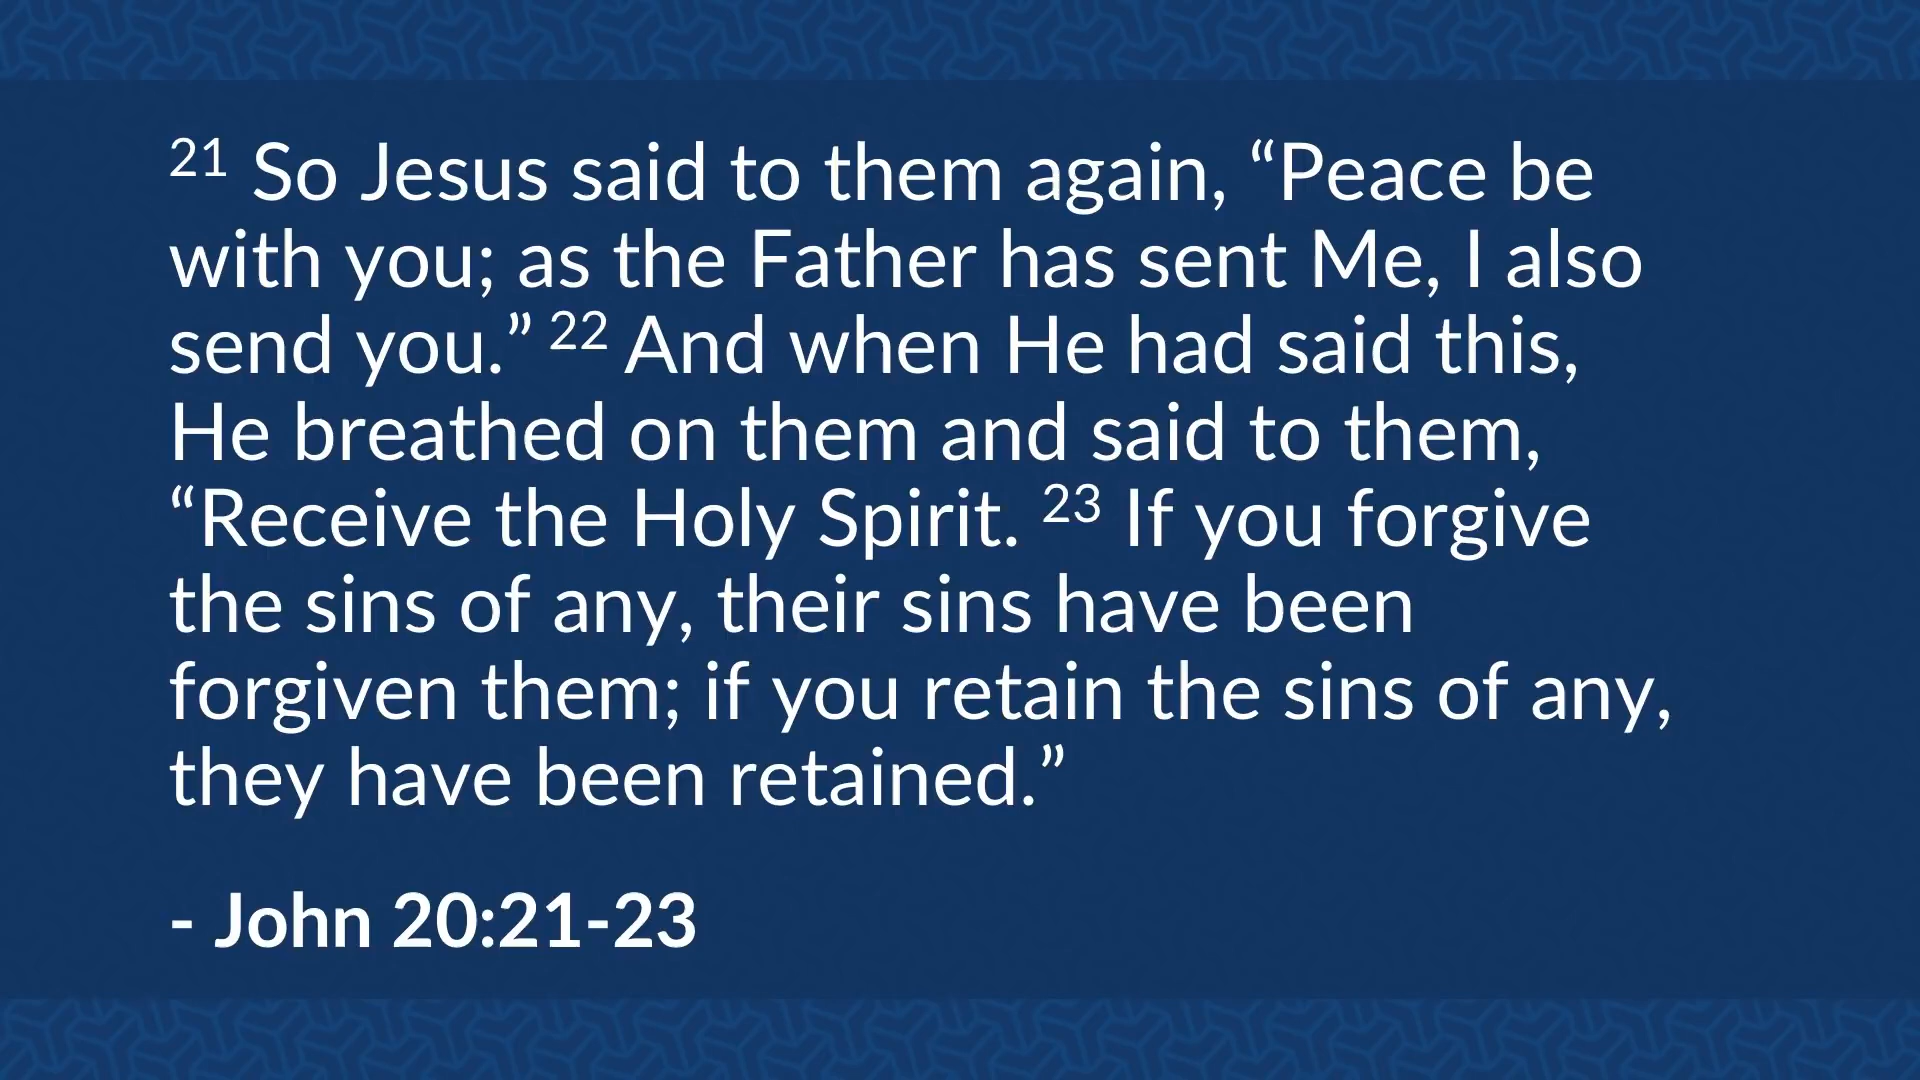 21 So Jesus said to them again, “Peace be
with you; as the Father has sent Me, I also
send you.” 22 And when He had said this,
He breathed on them and said to them,
“Receive the Holy Spirit. 23 If you forgive
the sins of any, their sins have been
forgiven them; if you retain the sins of any,
they have been retained.”
- John 20:21-23